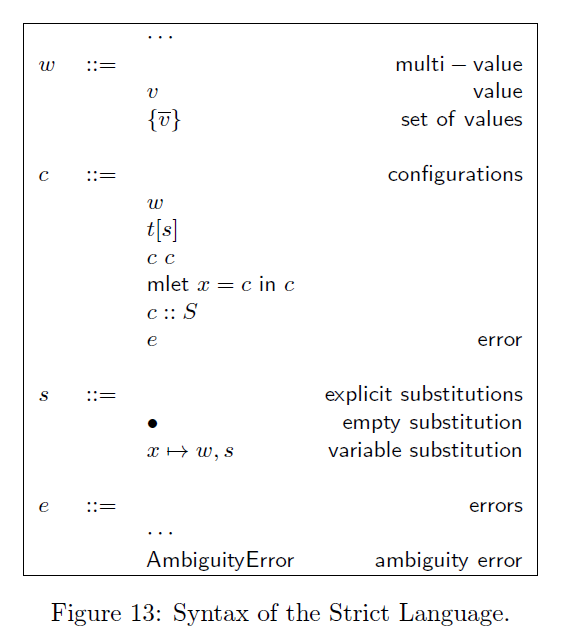 ...
w ::= multi − value
v value
{v̅} set of values
c ::= configurations
w
t[s]
c c
mlet x = c in c
c :: S
e error
s ::= explicit substitutions
• empty substitution
x ↦ w, s variable substitution
e ::= errors
...
AmbiguityError ambiguity error
Figure 13: Syntax of the Strict Language.